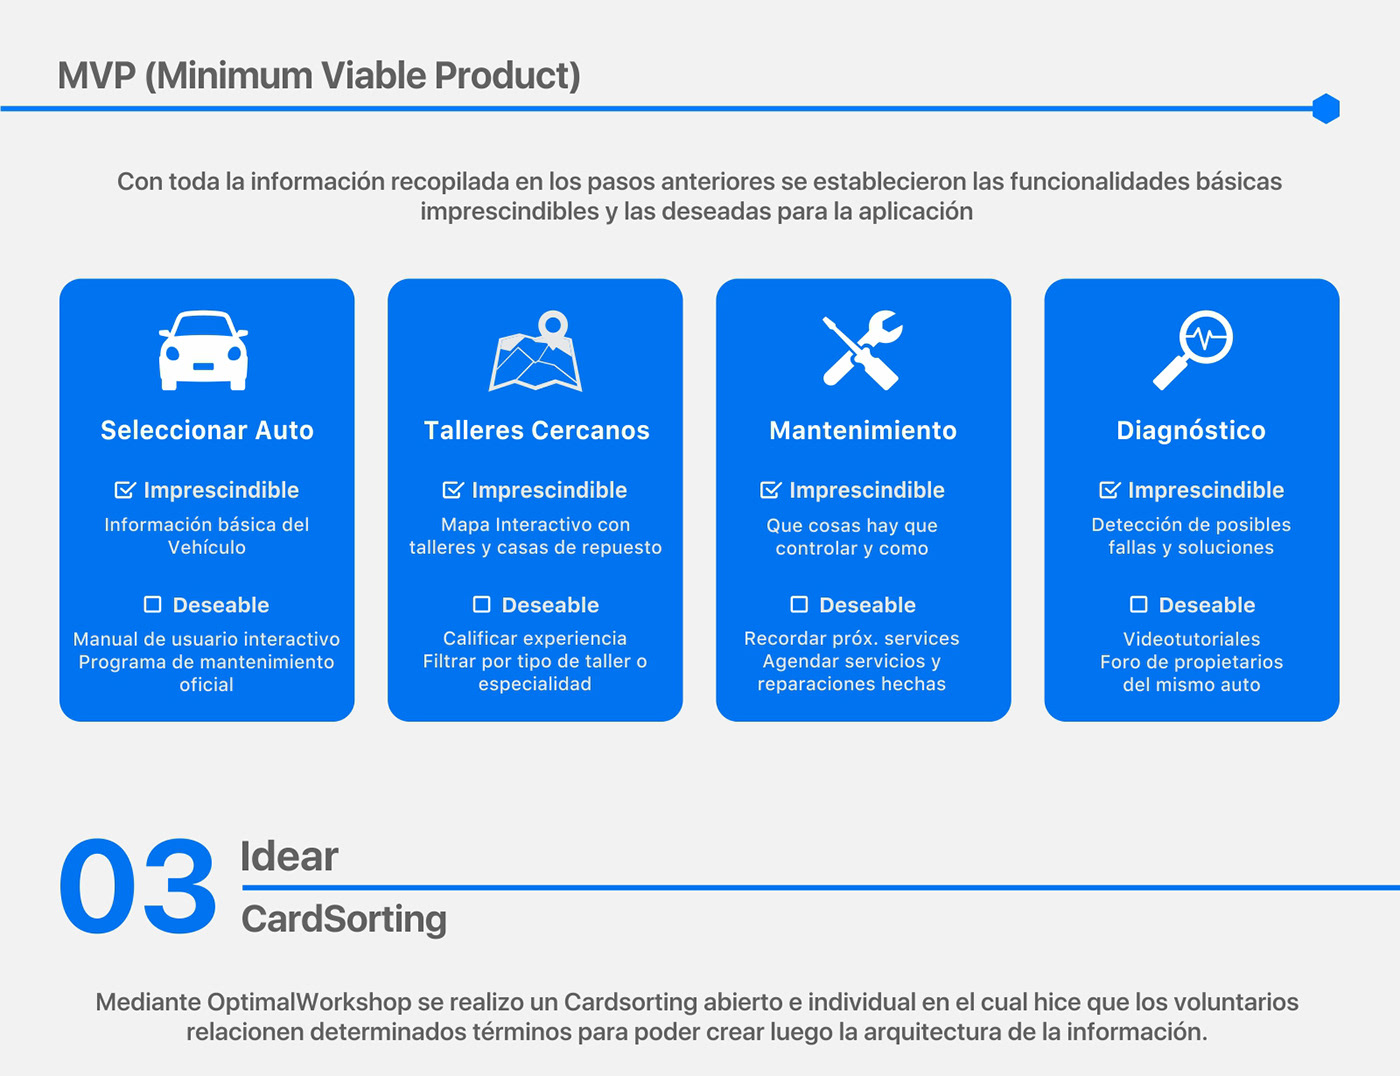 MVP (Minimum Viable Product)
Con toda la información recopilada en los pasos anteriores se establecieron las funcionalidades básicas
imprescindibles y las deseadas para la aplicación
Seleccionar Auto
Imprescindible
Información básica del
Vehículo
Deseable
Manual de usuario interactivo
Programa de mantenimiento
oficial
Talleres Cercanos
Imprescindible
Mapa Interactivo con
talleres y casas de repuesto
Deseable
Calificar experiencia
Filtrar por tipo de taller o
especialidad
Mantenimiento
Imprescindible
Que cosas hay que
controlar y como
Deseable
Recordar próx. services
Agendar servicios y
reparaciones hechas
Diagnóstico
Imprescindible
Detección de posibles
fallas y soluciones
Deseable
Videotutoriales
Foro de propietarios
del mismo auto
03
Idear
CardSorting
Mediante OptimalWorkshop se realizo un Cardsorting abierto e individual en el cual hice que los voluntarios
relacionen determinados términos para poder crear luego la arquitectura de la información.